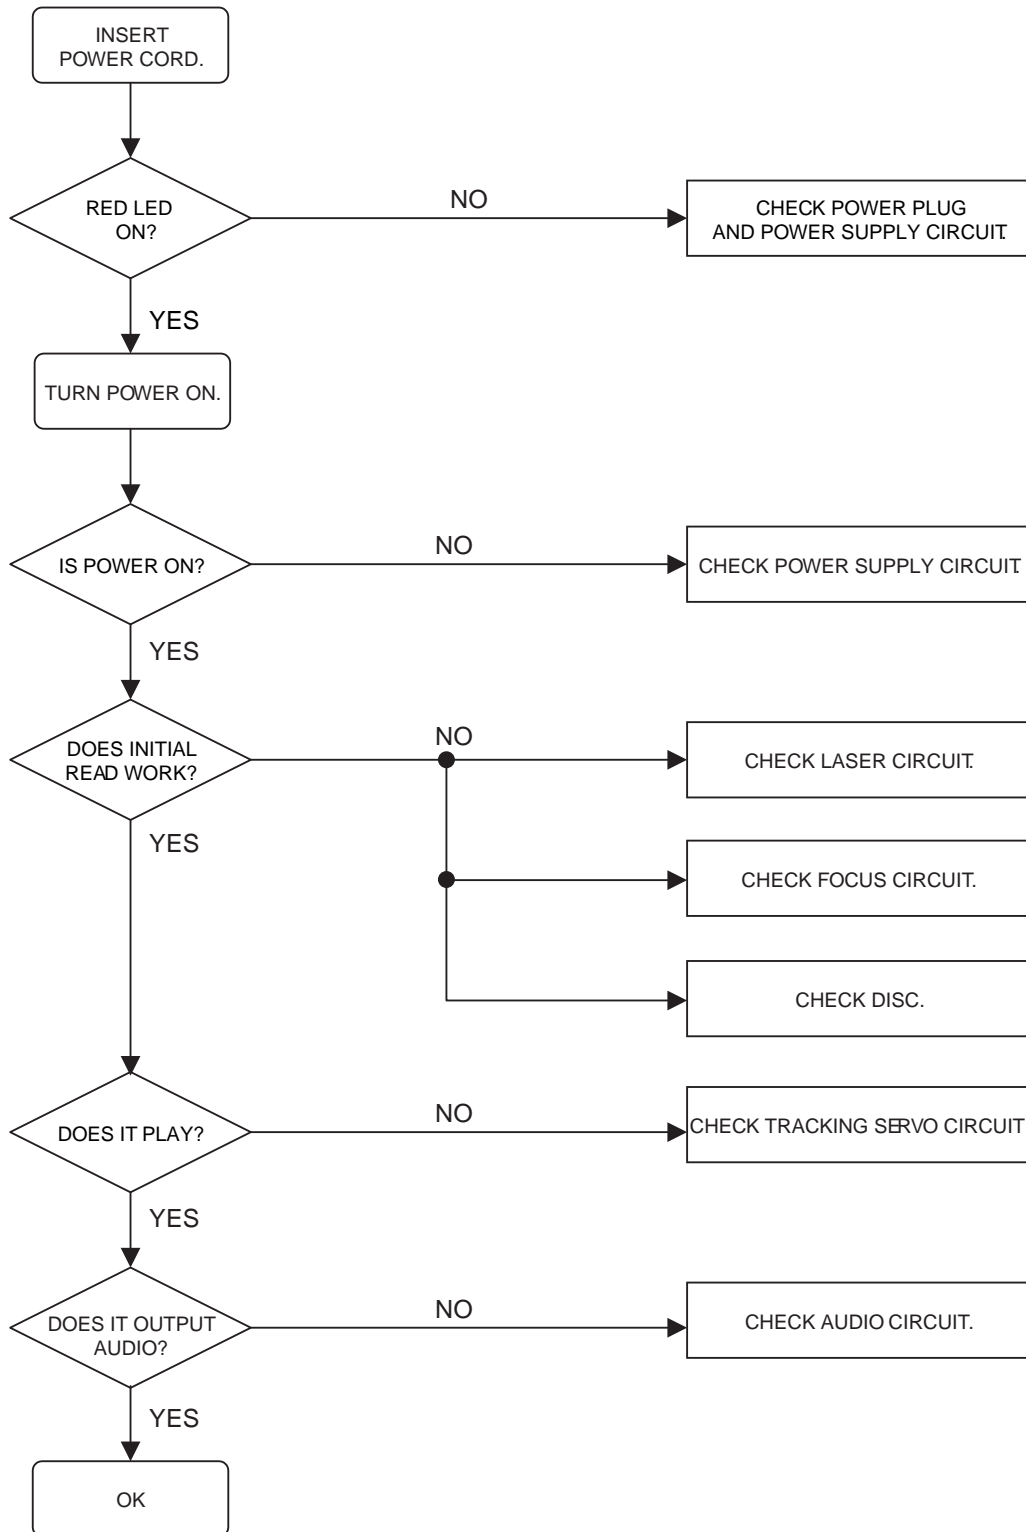 INSERT
POWER CORD.
RED LED
ON?
NO
CHECK POWER PLUG
AND POWER SUPPLY CIRCUIT.
YES
TURN POWER ON.
IS POWER ON?
NO
CHECK POWER SUPPLY CIRCUIT.
YES
DOES INITIAL
READ WORK?
NO
CHECK LASER CIRCUIT.
YES
CHECK FOCUS CIRCUIT.
CHECK DISC.
DOES IT PLAY?
NO
CHECK TRACKING SERVO CIRCUIT
YES
DOES IT OUTPUT
AUDIO?
NO
CHECK AUDIO CIRCUIT.
YES
OK